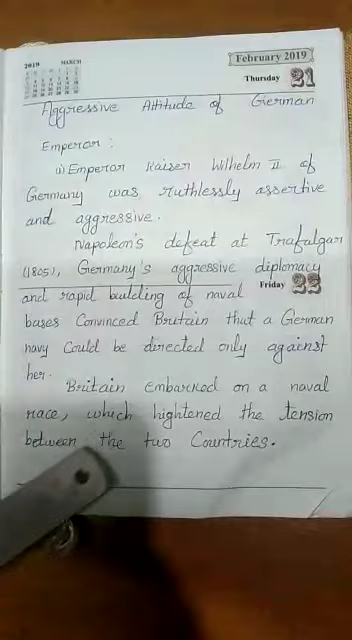 2019 MARCH
February 2019
Thursday 21
Aggressive Attitude of German
Emperor :
(i) Emperor Kaiser Wilhelm II of
Germany was ruthlessly assertive
and aggressive.
Napoleon's defeat at Trafalgar
(1805), Germany's aggressive diplomacy
Friday 22
and rapid building of naval
bases Convinced Britain that a German
navy Could be directed only against
her.
Britain embarked on a naval
race, which hightened the tension
between the two Countries.